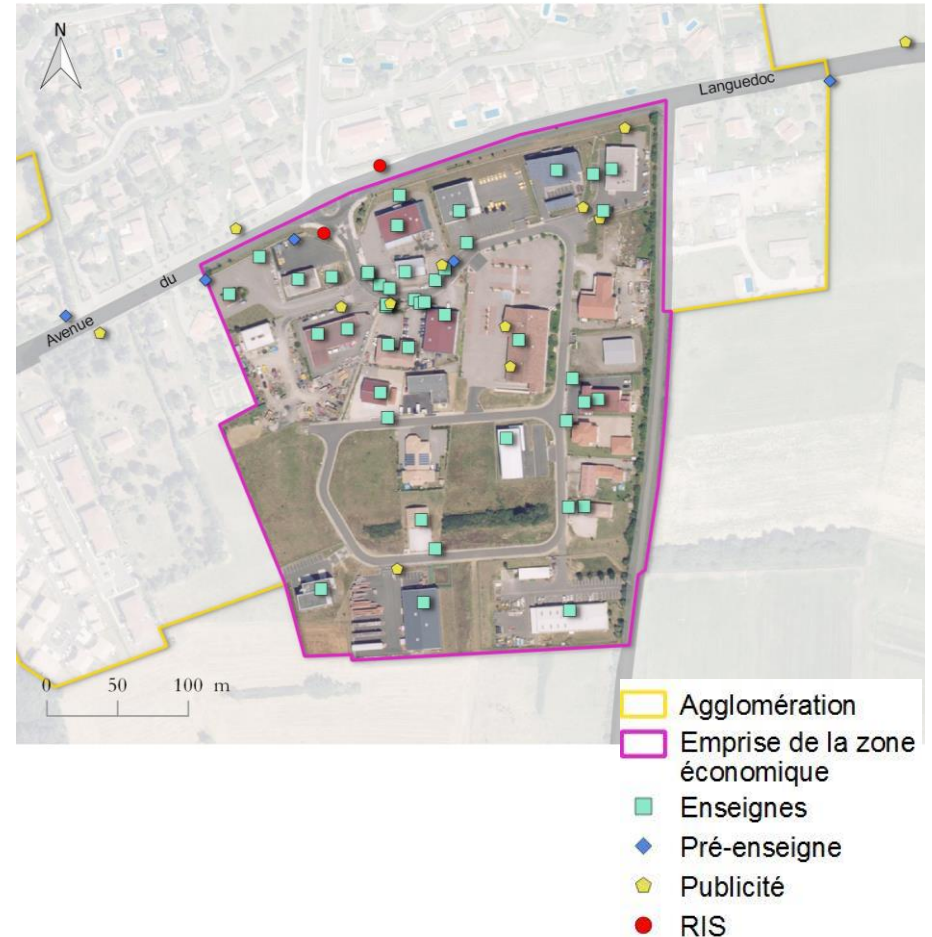 N
Languedoc
du
Avenue
0 50 100 m
Agglomération
Emprise de la zone
économique
Enseignes
Pré-enseigne
Publicité
RIS